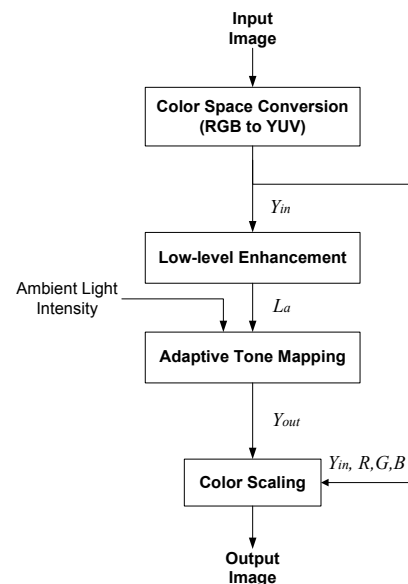 Input
Image
Color Space Conversion
(RGB to YUV)
Yin
Low-level Enhancement
Ambient Light
Intensity
La
Adaptive Tone Mapping
Yout
Yin, R,G,B
Color Scaling
Output
Image